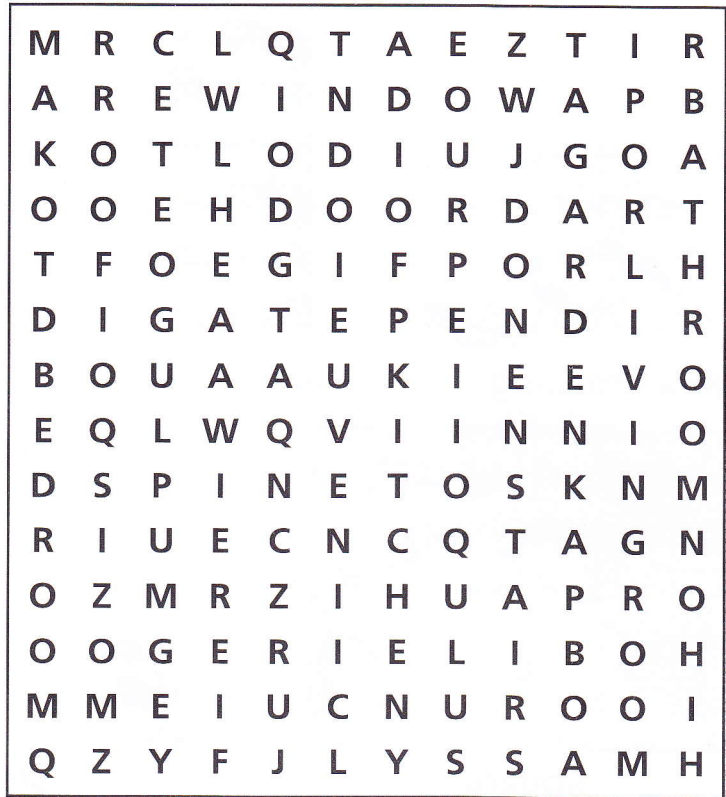 M R C L Q T A E Z T I R
A R E W I N D O W A P B
K O T L O D I U J G O A
O O E H D O O R D A R T
T F O E G I F P O R L H
D I G A T E P E N D I R
B O U A A U K I E E V O
E Q L W Q V I I N N I O
D S P I N E T O S K N M
R I U E C N C Q T A G N
O Z M R Z I H U A P R O
O O G E R I E L I B O H
M M E I U C N U R O O I
Q Z Y F J L Y S S A M H